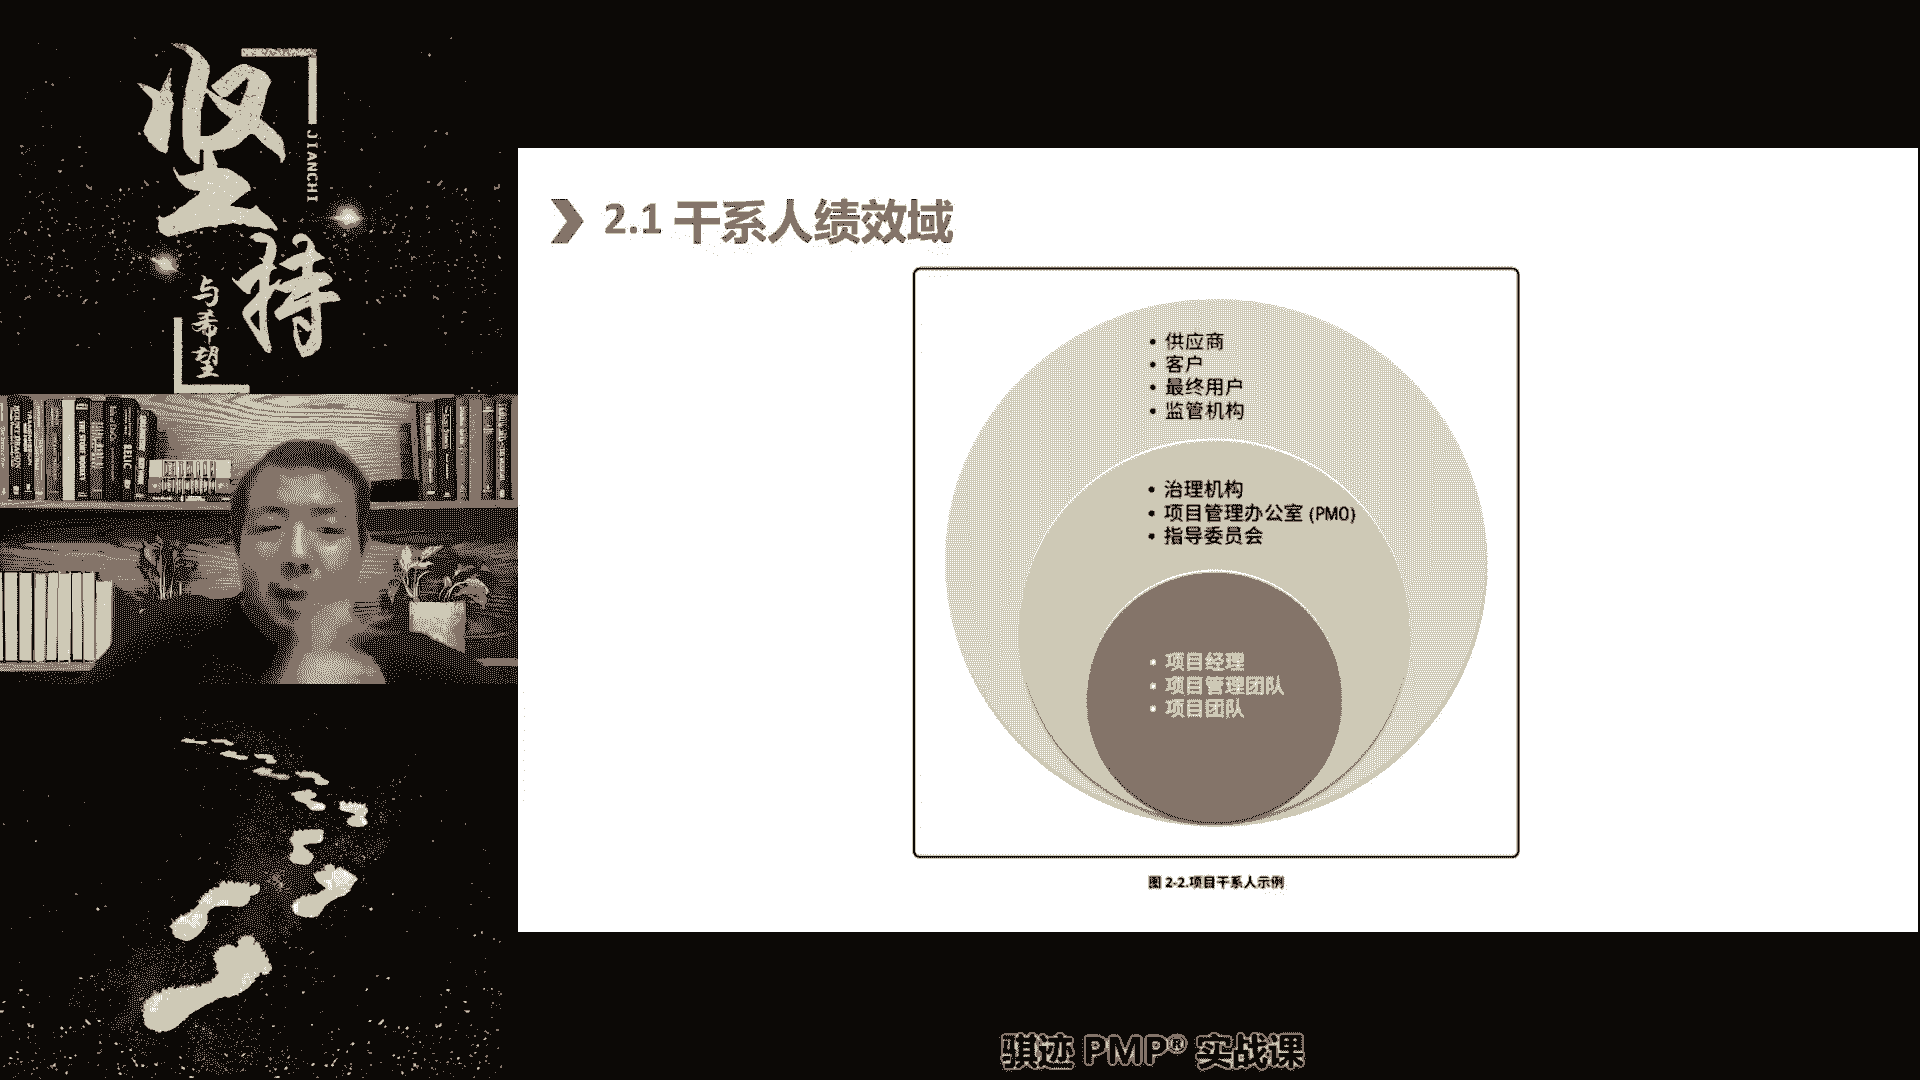 坚持
JIANCHI
与希望
2.1 干系人绩效域
• 供应商
• 客户
• 最终用户
• 监管机构
• 治理机构
• 项目管理办公室 (PMO)
• 指导委员会
• 项目经理
• 项目管理团队
• 项目团队
图 2-2.项目干系人示例
骐迹 PMP® 实战课